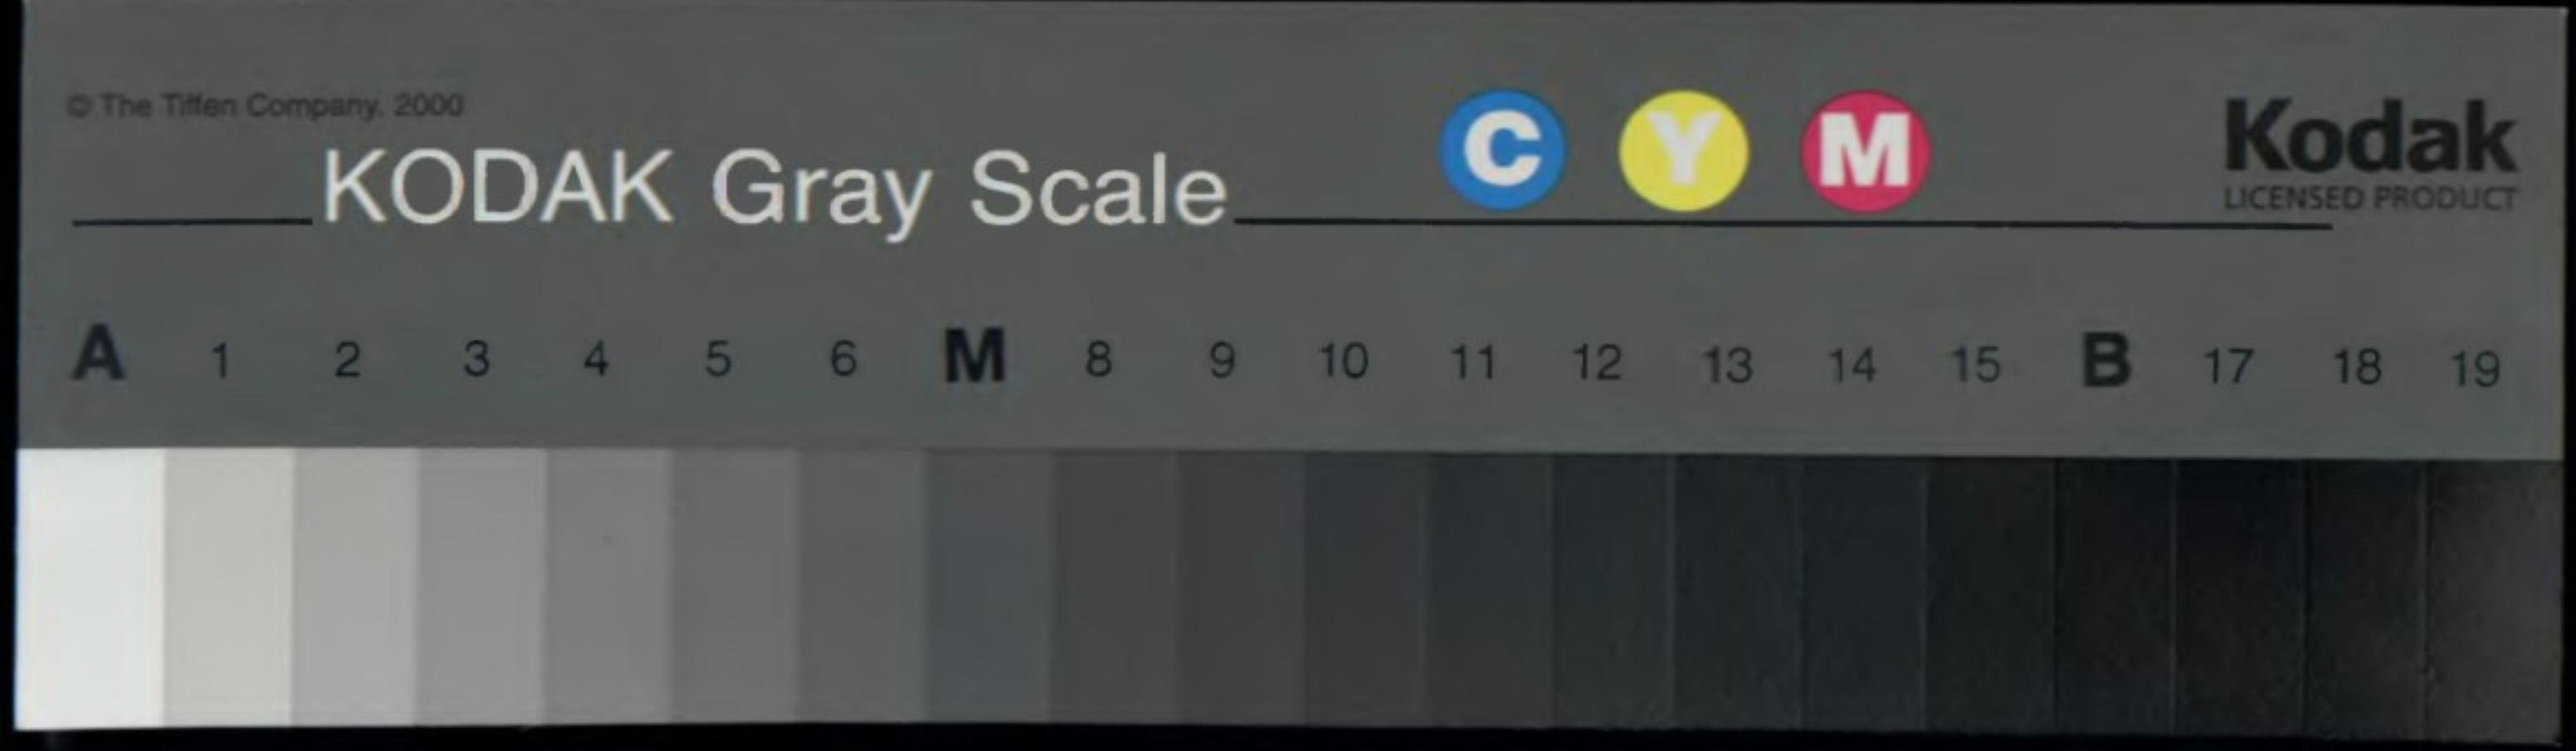 © The Tiffen Company, 2000
KODAK Gray Scale
C Y M
Kodak
LICENSED PRODUCT
A 1 2 3 4 5 6 M 8 9 10 11 12 13 14 15 B 17 18 19